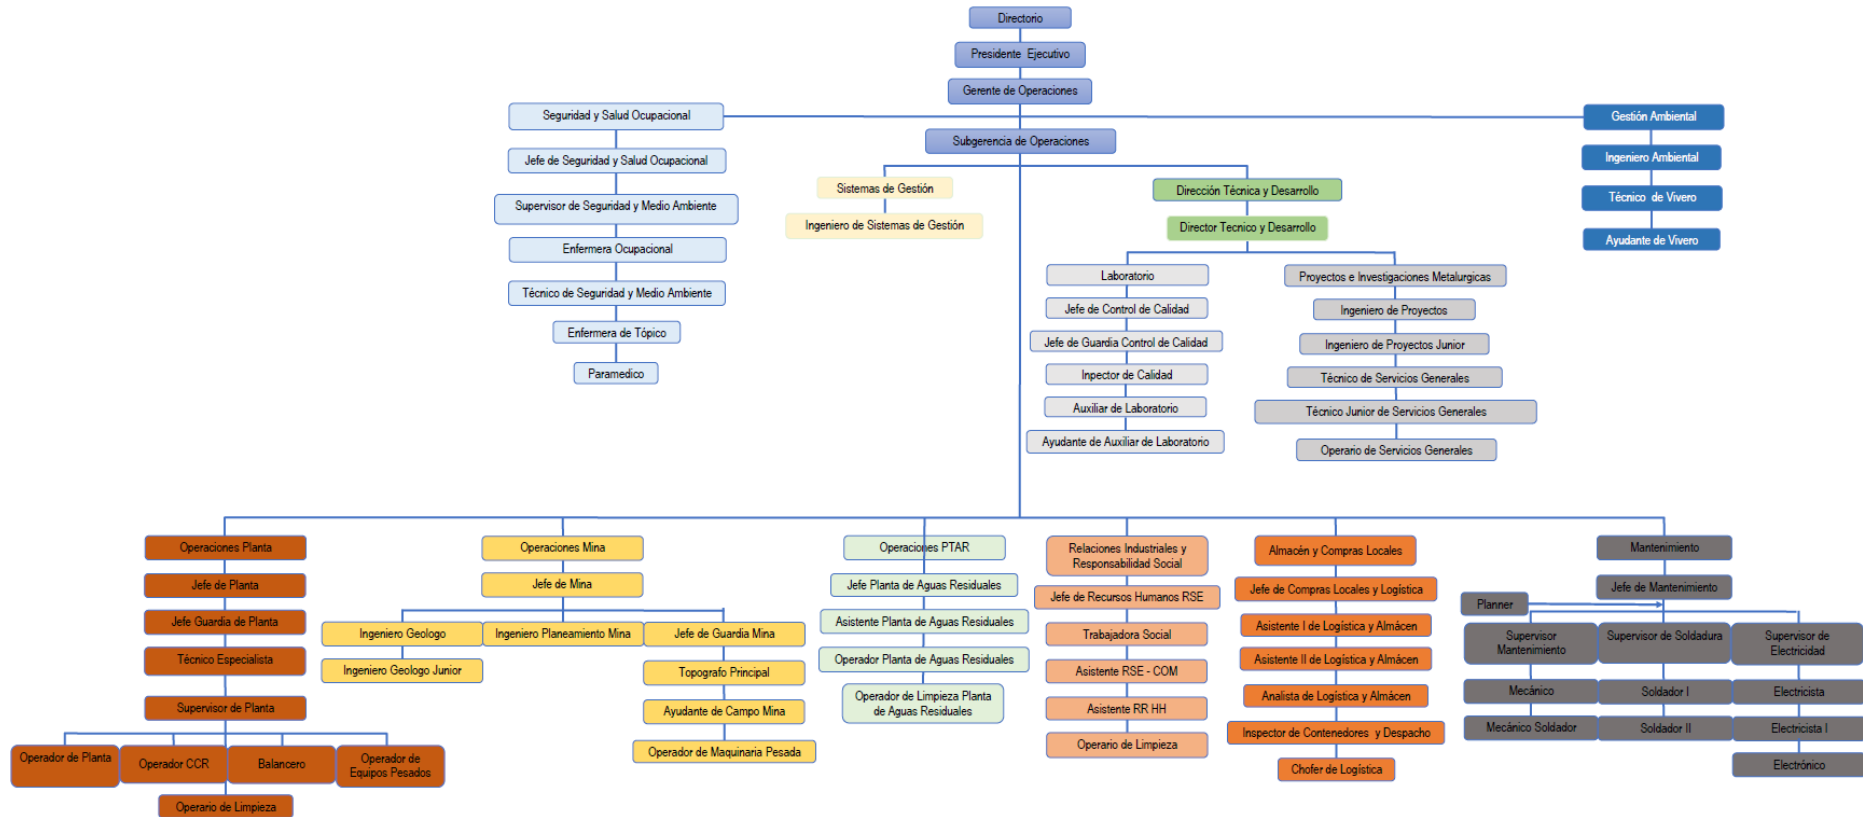 Directorio
Presidente Ejecutivo
Gerente de Operaciones
Seguridad y Salud Ocupacional
Gestión Ambiental
Subgerencia de Operaciones
Jefe de Seguridad y Salud Ocupacional
Ingeniero Ambiental
Sistemas de Gestión
Dirección Técnica y Desarrollo
Supervisor de Seguridad y Medio Ambiente
Técnico de Vivero
Ingeniero de Sistemas de Gestión
Director Tecnico y Desarrollo
Enfermera Ocupacional
Ayudante de Vivero
Laboratorio
Proyectos e Investigaciones Metalurgicas
Técnico de Seguridad y Medio Ambiente
Jefe de Control de Calidad
Ingeniero de Proyectos
Enfermera de Tópico
Jefe de Guardia Control de Calidad
Ingeniero de Proyectos Junior
Paramedico
Inpector de Calidad
Técnico de Servicios Generales
Auxiliar de Laboratorio
Técnico Junior de Servicios Generales
Ayudante de Auxiliar de Laboratorio
Operario de Servicios Generales
Operaciones Planta
Jefe de Planta
Jefe Guardia de Planta
Técnico Especialista
Supervisor de Planta
Operador de Planta
Operador CCR
Balancero
Operador de
Equipos Pesados
Operario de Limpieza
Operaciones Mina
Jefe de Mina
Ingeniero Geologo
Ingeniero Planeamiento Mina
Jefe de Guardia Mina
Ingeniero Geologo Junior
Topografo Principal
Ayudante de Campo Mina
Operador de Maquinaria Pesada
Operaciones PTAR
Jefe Planta de Aguas Residuales
Asistente Planta de Aguas Residuales
Operador Planta de Aguas Residuales
Operador de Limpieza Planta
de Aguas Residuales
Relaciones Industriales y
Responsabilidad Social
Jefe de Recursos Humanos RSE
Trabajadora Social
Asistente RSE - COM
Asistente RR HH
Operario de Limpieza
Almacén y Compras Locales
Jefe de Compras Locales y Logística
Asistente I de Logística y Almácen
Asistente II de Logística y Almácen
Analista de Logística y Almácen
Inspector de Contenedores y Despacho
Chofer de Logística
Mantenimiento
Jefe de Mantenimiento
Planner
Supervisor
Mantenimiento
Supervisor de Soldadura
Supervisor de
Electricidad
Mecánico
Soldador I
Electricista
Mecánico Soldador
Soldador II
Electricista I
Electrónico